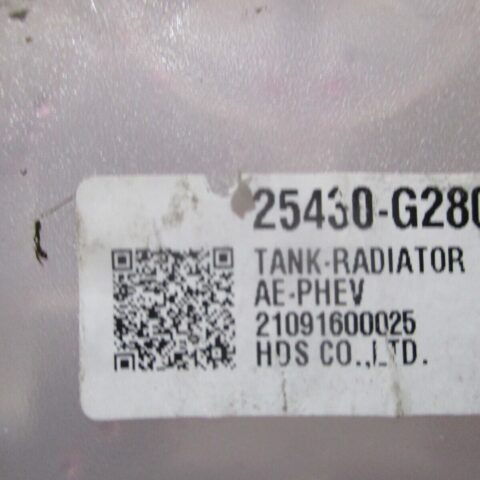 25430-G280
TANK-RADIATOR
AE-PHEV
21091600025
HDS CO.,LTD.